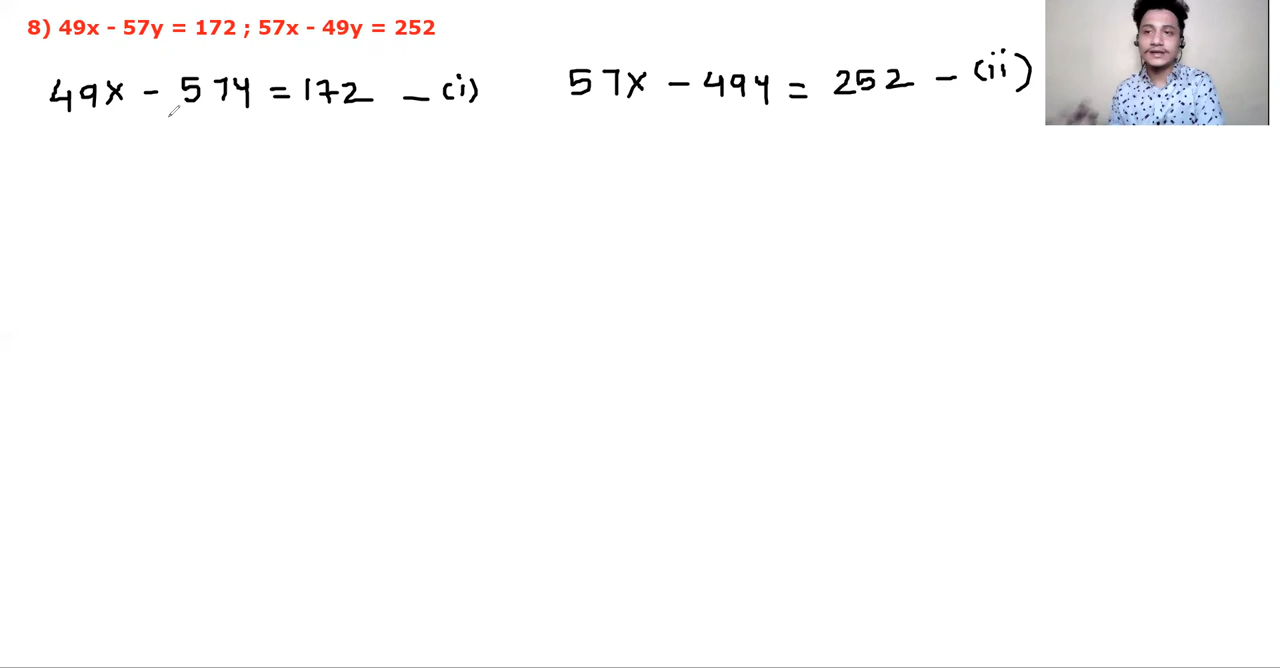 8) 49x - 57y = 172 ; 57x - 49y = 252
49x - 57y = 172 - (i)
57x - 49y = 252 - (ii)